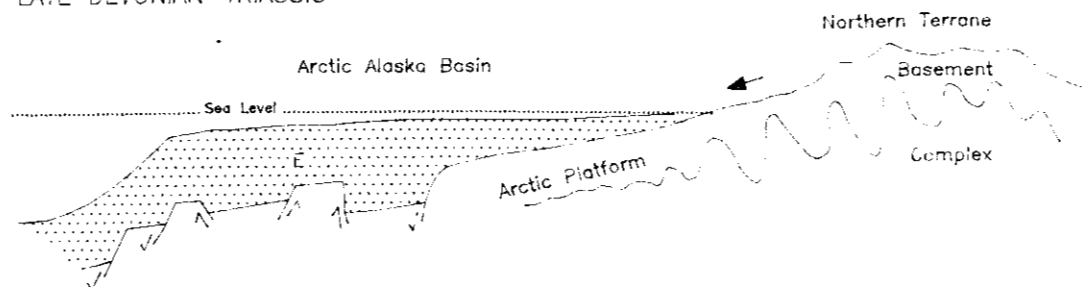 LATE DEVONIAN-TRIASSIC
Northern Terrane
Arctic Alaska Basin
Basement
Sea Level
E
Complex
Arctic Platform